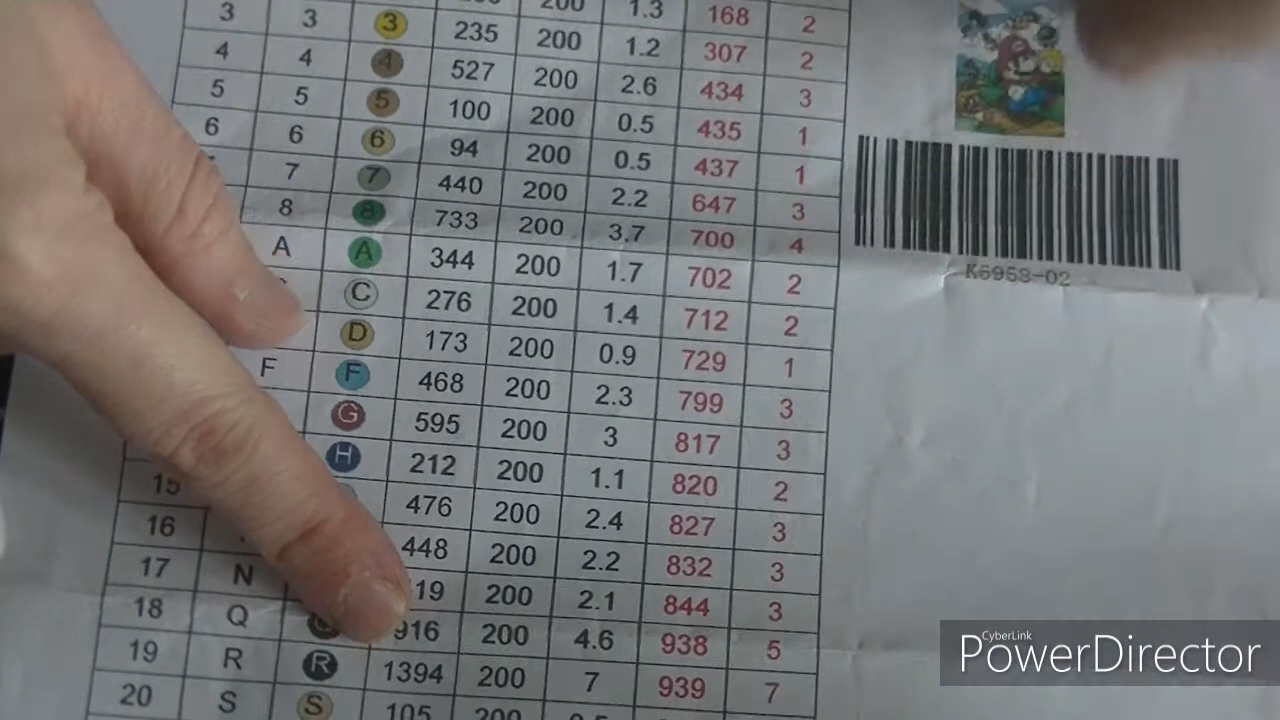 200 1.3 168 2
3 3 3 235 200 1.2 307 2
4 4 4 527 200 2.6 434 3
5 5 5 100 200 0.5 435 1
6 6 6 94 200 0.5 437 1
7 7 440 200 2.2 647 3
8 8 733 200 3.7 700 4
A A 344 200 1.7 702 2
C 276 200 1.4 712 2
D 173 200 0.9 729 1
F F 468 200 2.3 799 3
G 595 200 3 817 3
H 212 200 1.1 820 2
15 476 200 2.4 827 3
16 448 200 2.2 832 3
17 N 200 2.1 844 3
18 Q 916 200 4.6 938 5
19 R R 1394 200 7 939 7
20 S S 105 200
K5958-02
CyberLink
PowerDirector